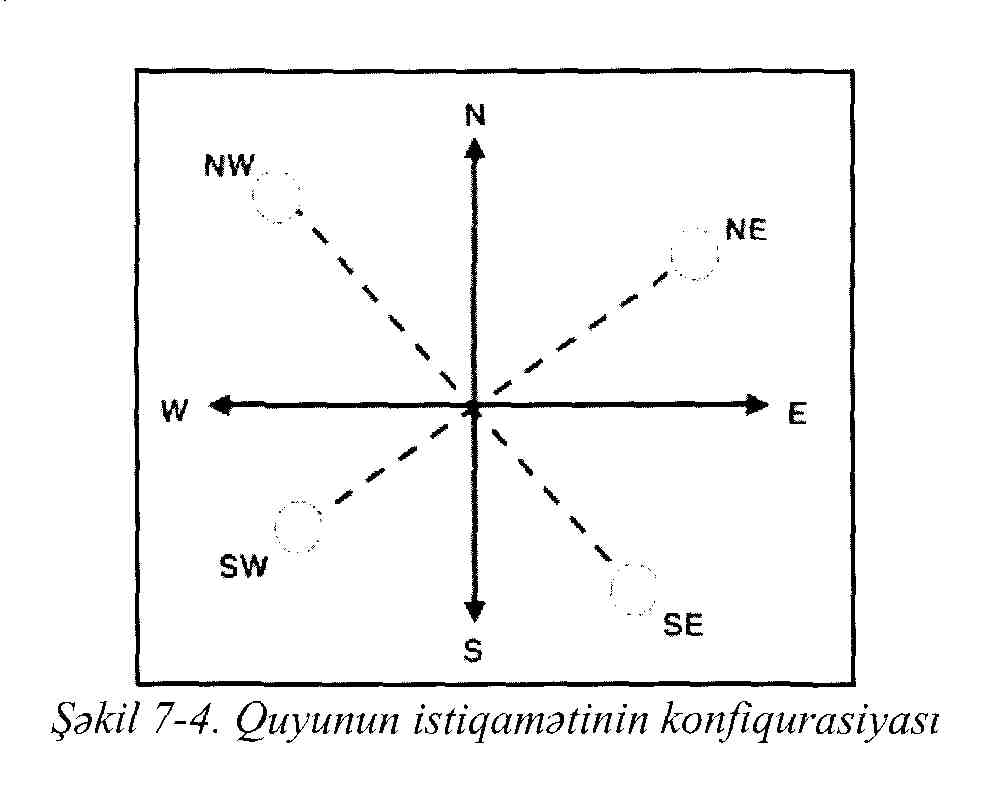 N
NW
NE
W
E
SW
SE
S
Şəkil 7-4. Quyunun istiqamətinin konfiqurasiyası